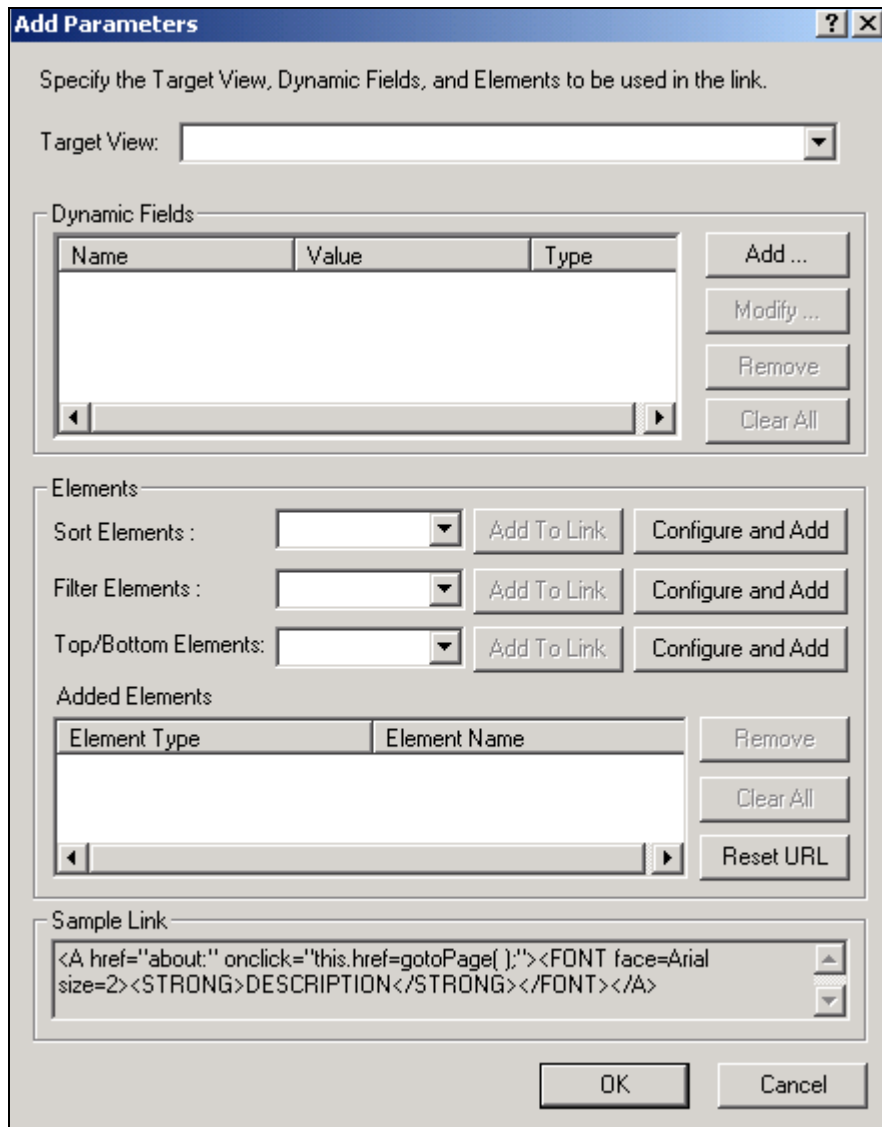 Add Parameters
Specify the Target View, Dynamic Fields, and Elements to be used in the link.
Target View:
Dynamic Fields
Name Value Type
Add ...
Modify ...
Remove
Clear All
Elements
Sort Elements : Add To Link Configure and Add
Filter Elements : Add To Link Configure and Add
Top/Bottom Elements: Add To Link Configure and Add
Added Elements
Element Type Element Name
Remove
Clear All
Reset URL
Sample Link
<A href="about:" onclick="this.href=gotoPage( );"><FONT face=Arial
size=2><STRONG>DESCRIPTION</STRONG></FONT></A>
OK Cancel